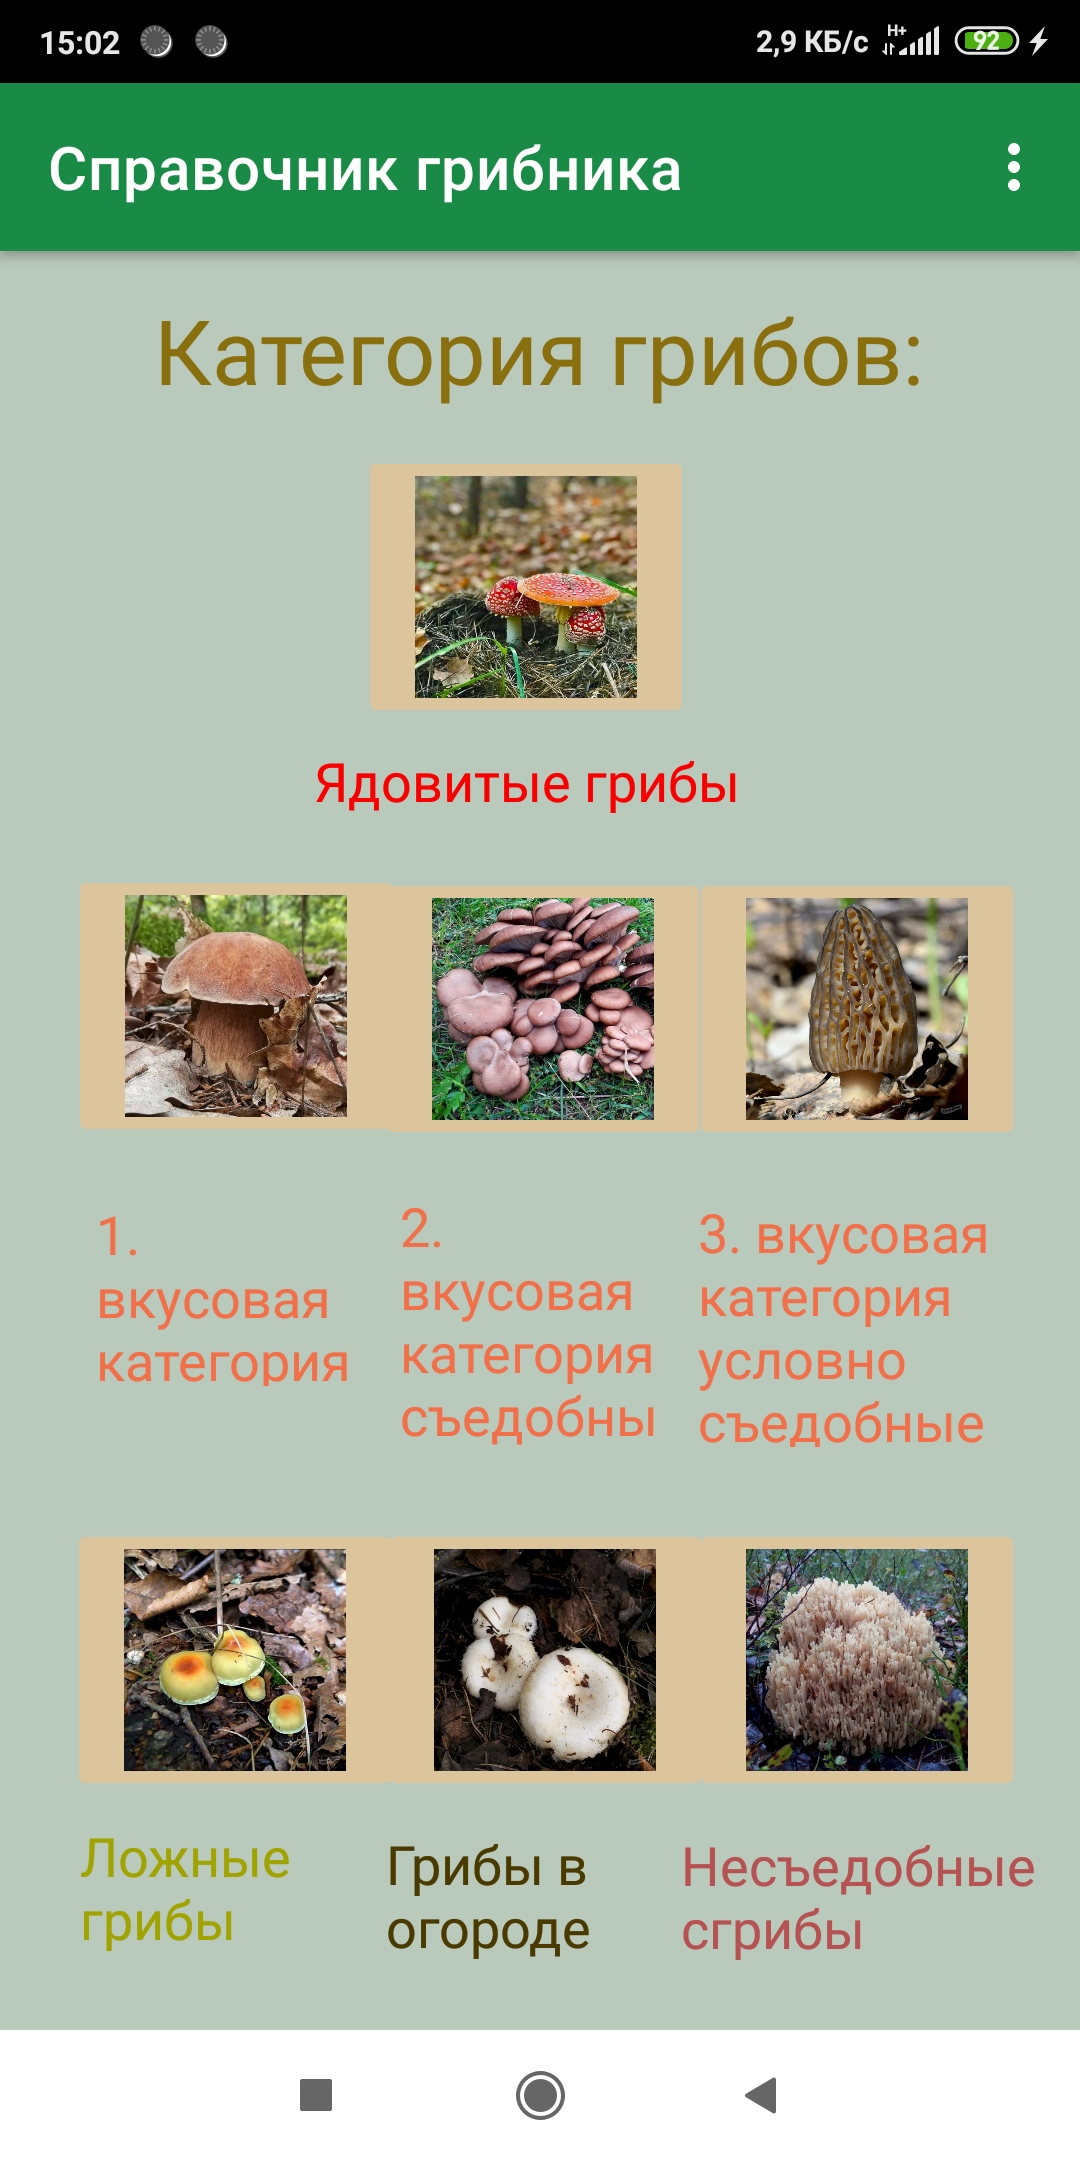 15:02 2,9 КБ/с H+ 92
Справочник грибника
Категория грибов:
Ядовитые грибы
1.
вкусовая
категория
2.
вкусовая
категория
съедобны
3. вкусовая
категория
условно
съедобные
Ложные
грибы
Грибы в
огороде
Несъедобные
сгрибы